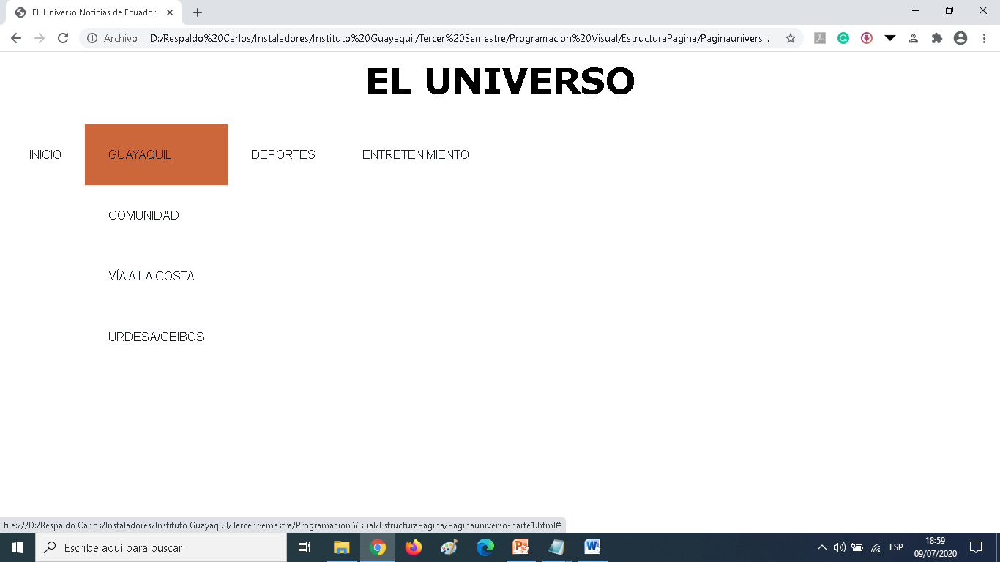 EL Universo Noticias de Ecuador
Archivo D:/Respaldo%20Carlos/Instaladores/Instituto%20Guayaquil/Tercer%20Semestre/Programacion%20Visual/EstructuraPagina/Paginaunivers...
EL UNIVERSO
INICIO GUAYAQUIL DEPORTES ENTRETENIMIENTO
COMUNIDAD
VÍA A LA COSTA
URDESA/CEIBOS
file:///D:/Respaldo Carlos/Instaladores/Instituto Guayaquil/Tercer Semestre/Programacion Visual/EstructuraPagina/Paginauniverso-parte1.html#
Escribe aquí para buscar
ESP
18:59
09/07/2020